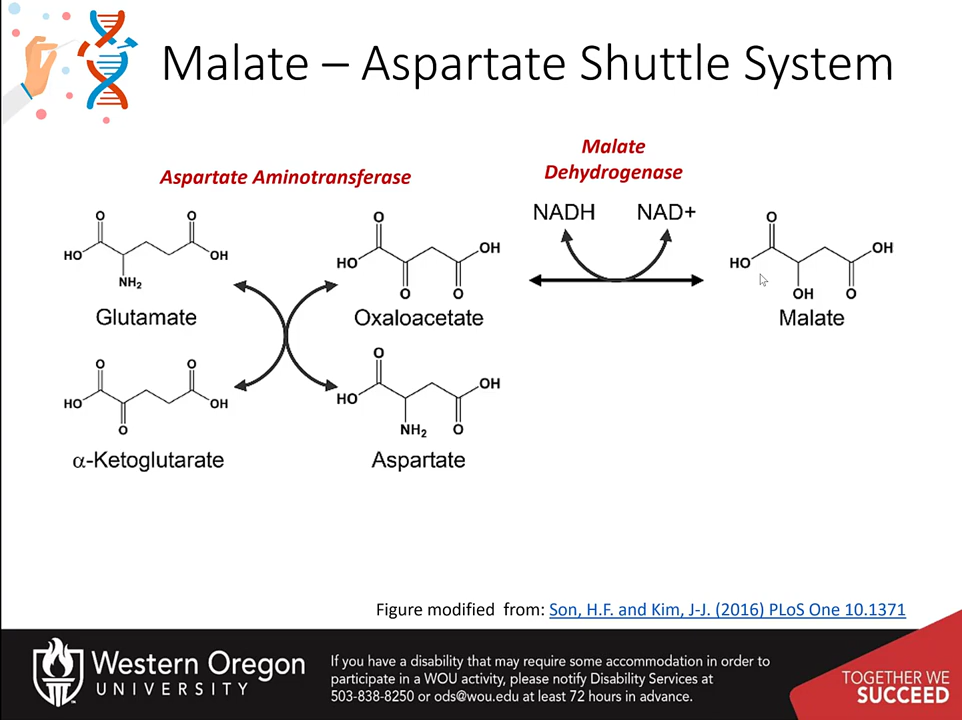 Malate – Aspartate Shuttle System
Malate
Dehydrogenase
Aspartate Aminotransferase
NADH NAD+
O O
HO OH
NH2
Glutamate
O
HO OH
O O
Oxaloacetate
O
HO OH
OH O
Malate
O O
HO OH
O
α-Ketoglutarate
O
HO OH
NH2 O
Aspartate
Figure modified from: Son, H.F. and Kim, J-J. (2016) PLoS One 10.1371
Western Oregon
UNIVERSITY
If you have a disability that may require some accommodation in order to
participate in a WOU activity, please notify Disability Services at
503-838-8250 or ods@wou.edu at least 72 hours in advance.
TOGETHER WE
SUCCEED